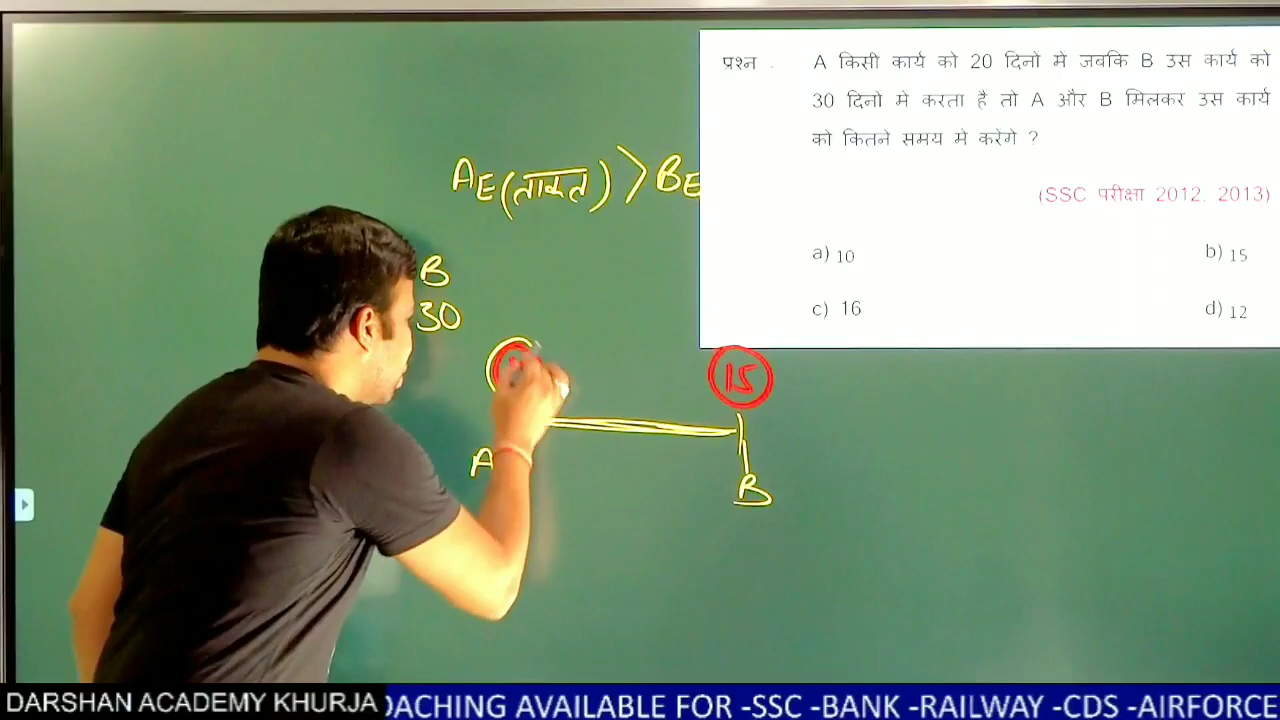 प्रश्न . A किसी कार्य को 20 दिनों मे जबकि B उस कार्य को
30 दिनो में करता है तो A और B मिलकर उस कार्य
को कितने समय मे करेंगे ?
(SSC परीक्षा 2012, 2013)
a) 10 b) 15
c) 16 d) 12
AE(ताकत) > BE
B
30
15
A
B
DARSHAN ACADEMY KHURJA OACHING AVAILABLE FOR -SSC -BANK -RAILWAY -CDS -AIRFORCE